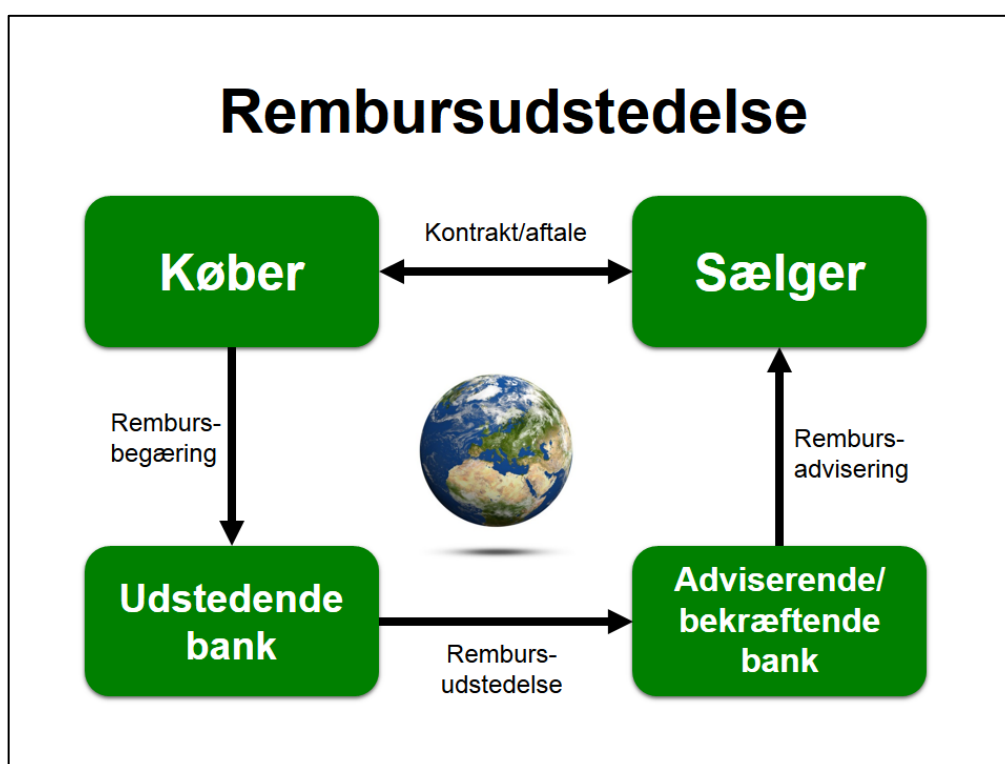 Rembursudstedelse
Køber
Kontrakt/aftale
Sælger
Remburs-
begæring
Remburs-
advisering
Udstedende
bank
Remburs-
udstedelse
Adviserende/
bekræftende
bank